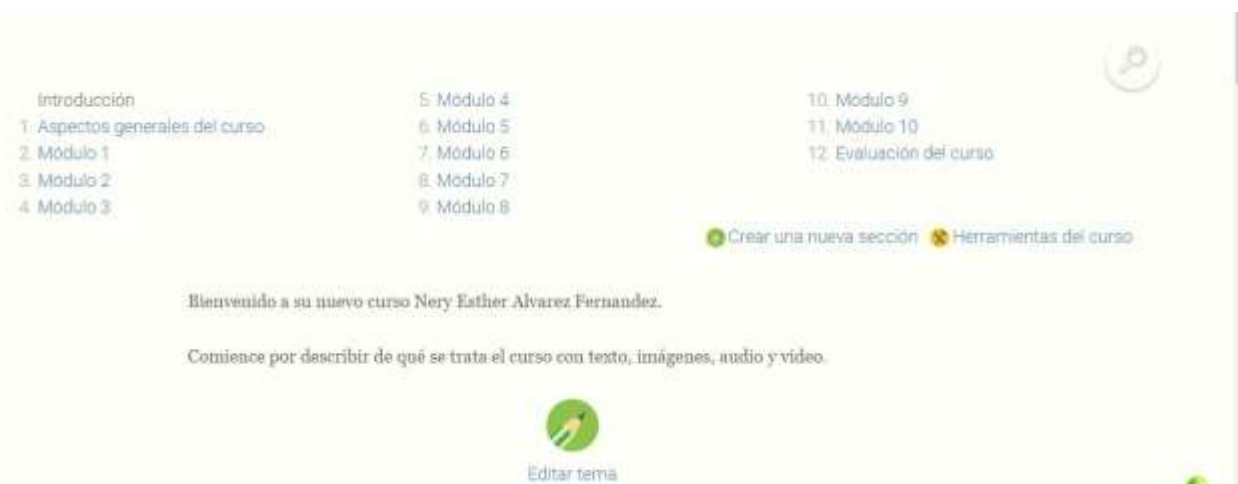 Introducción
1. Aspectos generales del curso
2. Módulo 1
3. Módulo 2
4. Módulo 3
5. Módulo 4
6. Módulo 5
7. Módulo 6
8. Módulo 7
9. Módulo 8
10. Módulo 9
11. Módulo 10
12. Evaluación del curso
Crear una nueva sección Herramientas del curso
Bienvenido a su nuevo curso Nery Esther Alvarez Fernandez.
Comience por describir de qué se trata el curso con texto, imágenes, audio y video.
Editar tema